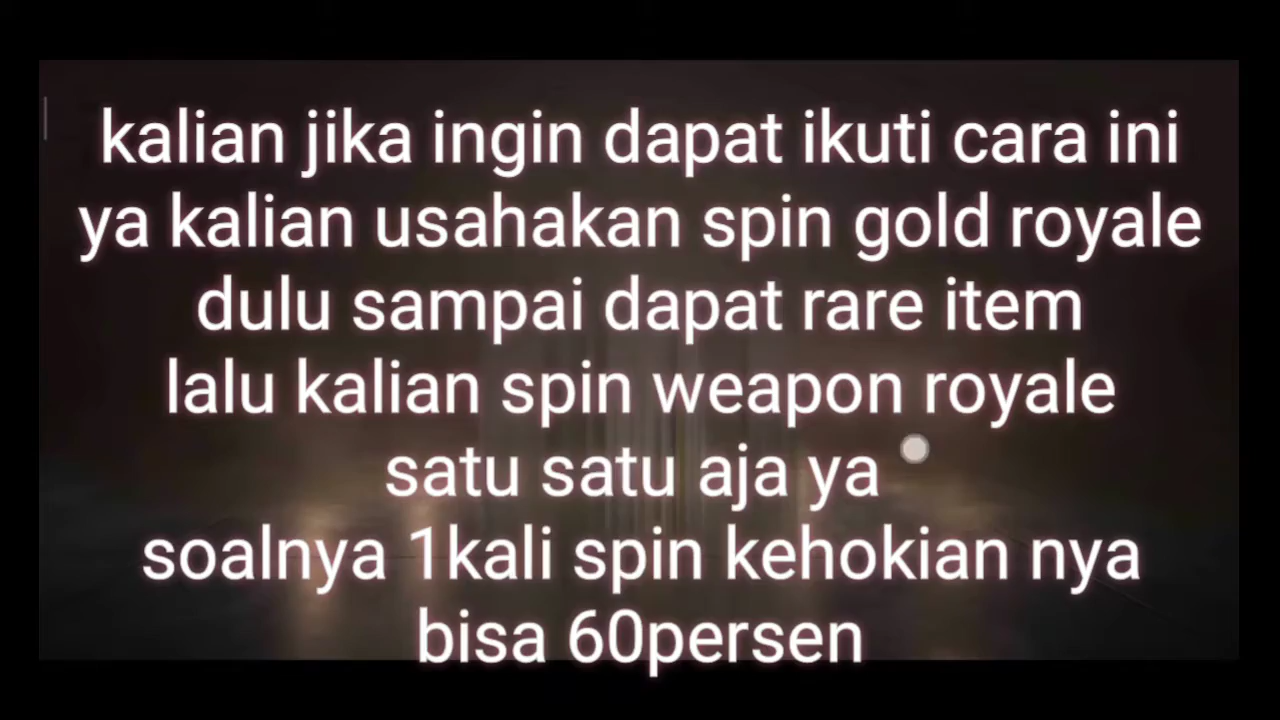 kalian jika ingin dapat ikuti cara ini
ya kalian usahakan spin gold royale
dulu sampai dapat rare item
lalu kalian spin weapon royale
satu satu aja ya
soalnya 1kali spin kehokian nya
bisa 60persen